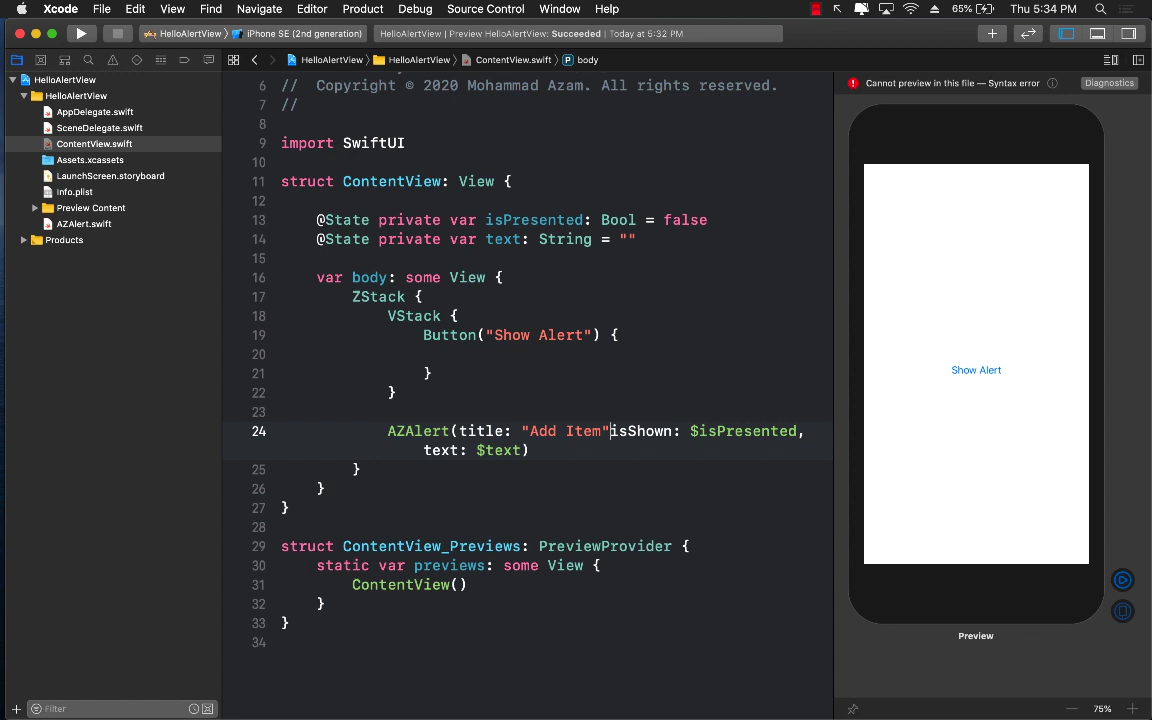 Xcode File Edit View Find Navigate Editor Product Debug Source Control Window Help 65% Thu 5:34 PM
HelloAlertView iPhone SE (2nd generation) HelloAlertView | Preview HelloAlertView: Succeeded | Today at 5:32 PM
HelloAlertView HelloAlertView ContentView.swift body
HelloAlertView
HelloAlertView
AppDelegate.swift
SceneDelegate.swift
ContentView.swift
Assets.xcassets
LaunchScreen.storyboard
Info.plist
Preview Content
AZAlert.swift
Products
Filter
6 // Copyright © 2020 Mohammad Azam. All rights reserved.
7 //
8
9 import SwiftUI
10
11 struct ContentView: View {
12
13 @State private var isPresented: Bool = false
14 @State private var text: String = ""
15
16 var body: some View {
17 ZStack {
18 VStack {
19 Button("Show Alert") {
20
21 }
22 }
23
24 AZAlert(title: "Add Item"isShown: $isPresented,
text: $text)
25 }
26 }
27 }
28
29 struct ContentView_Previews: PreviewProvider {
30 static var previews: some View {
31 ContentView()
32 }
33 }
34
Cannot preview in this file — Syntax error Diagnostics
Show Alert
Preview
75%